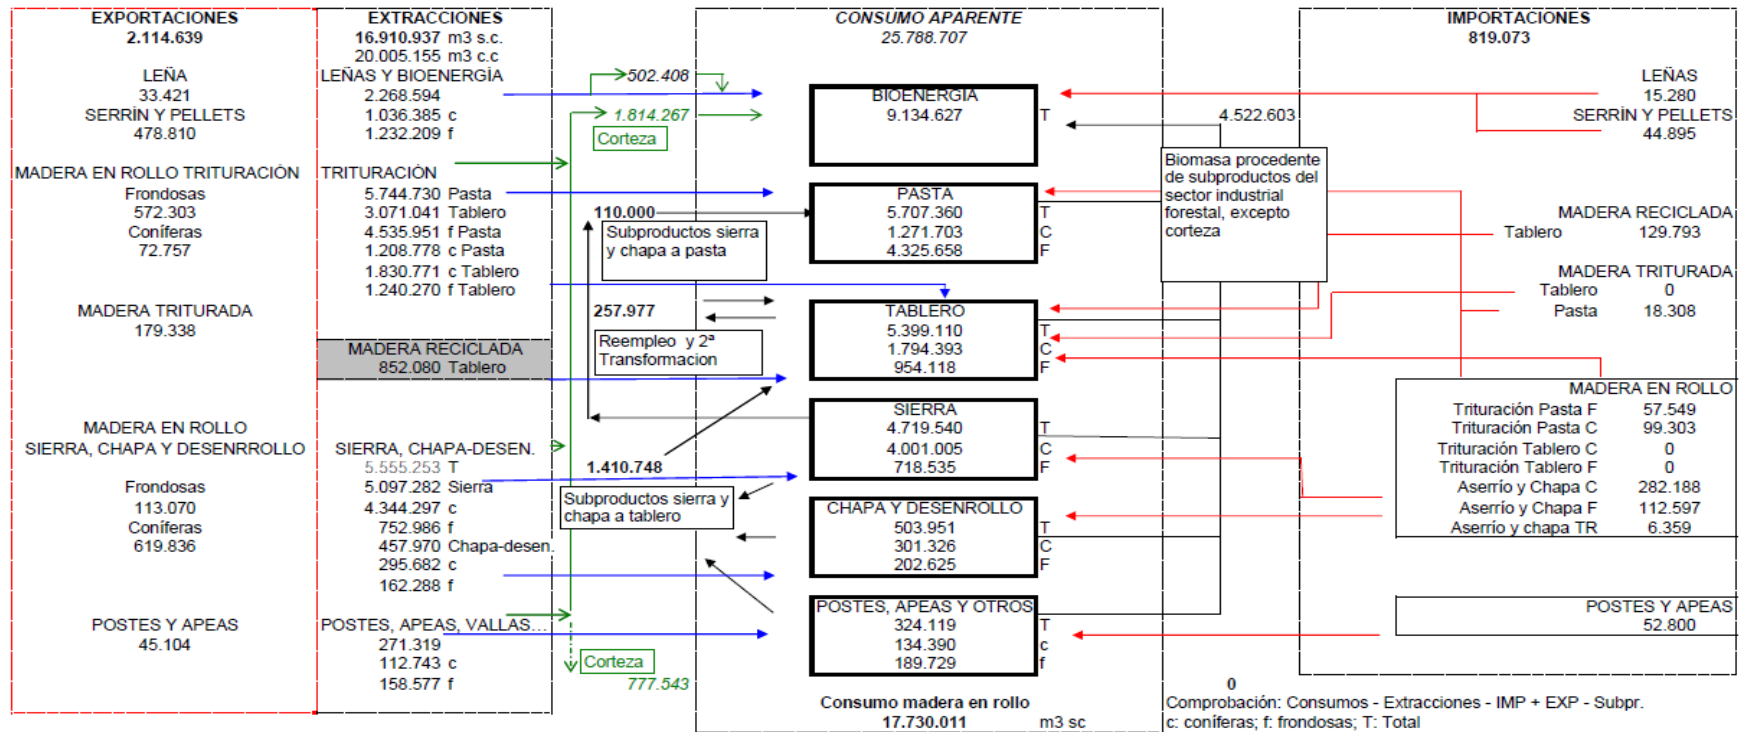 EXPORTACIONES
2.114.639
LEÑA
33.421
SERRÍN Y PELLETS
478.810
MADERA EN ROLLO TRITURACIÓN
Frondosas
572.303
Coníferas
72.757
MADERA TRITURADA
179.338
MADERA EN ROLLO
SIERRA, CHAPA Y DESENRROLLO
Frondosas
113.070
Coníferas
619.836
POSTES Y APEAS
45.104
EXTRACCIONES
16.910.937 m3 s.c.
20.005.155 m3 c.c
LEÑAS Y BIOENERGÍA
2.268.594
1.036.385 c
1.232.209 f
TRITURACIÓN
5.744.730 Pasta
3.071.041 Tablero
4.535.951 f Pasta
1.208.778 c Pasta
1.830.771 c Tablero
1.240.270 f Tablero
MADERA RECICLADA
852.080 Tablero
SIERRA, CHAPA-DESEN.
5.555.253 T
5.097.282 Sierra
4.344.297 c
752.986 f
457.970 Chapa-desen.
295.682 c
162.288 f
POSTES, APEAS, VALLAS...
271.319
112.743 c
158.577 f
502.408
1.814.267
Corteza
110.000
Subproductos sierra
y chapa a pasta
257.977
Reempleo y 2ª
Transformacion
1.410.748
Subproductos sierra y
chapa a tablero
Corteza
777.543
CONSUMO APARENTE
25.788.707
BIOENERGIA
9.134.627 T
PASTA
5.707.360 T
1.271.703 C
4.325.658 F
TABLERO
5.399.110 T
1.794.393 C
954.118 F
SIERRA
4.719.540 T
4.001.005 C
718.535 F
CHAPA Y DESENROLLO
503.951 T
301.326 C
202.625 F
POSTES, APEAS Y OTROS
324.119 T
134.390 c
189.729 f
Consumo madera en rollo
17.730.011 m3 sc
4.522.603
Biomasa procedente
de subproductos del
sector industrial
forestal, excepto
corteza
IMPORTACIONES
819.073
LEÑAS
15.280
SERRÍN Y PELLETS
44.895
MADERA RECICLADA
Tablero 129.793
MADERA TRITURADA
Tablero 0
Pasta 18.308
MADERA EN ROLLO
Trituración Pasta F 57.549
Trituración Pasta C 99.303
Trituración Tablero C 0
Trituración Tablero F 0
Aserrío y Chapa C 282.188
Aserrío y Chapa F 112.597
Aserrío y chapa TR 6.359
POSTES Y APEAS
52.800
0
Comprobación: Consumos - Extracciones - IMP + EXP - Subpr.
c: coníferas; f: frondosas; T: Total